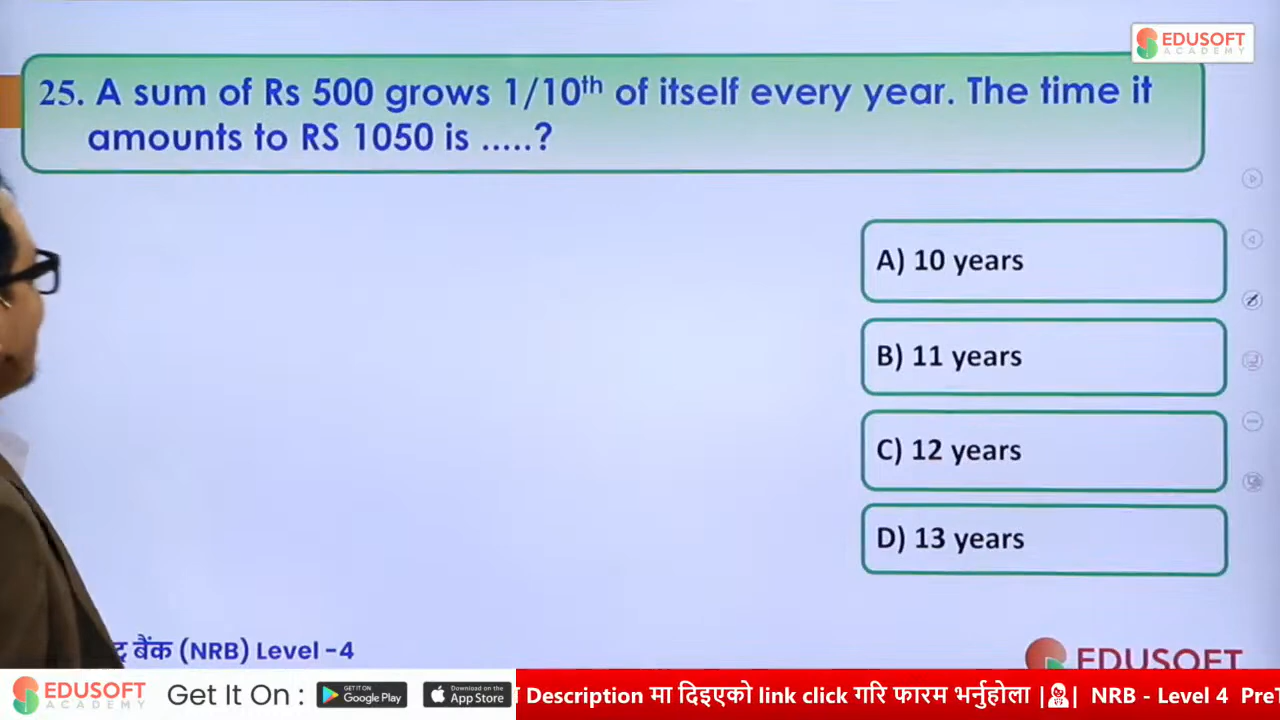 EDUSOFT
ACADEMY
25. A sum of Rs 500 grows 1/10th of itself every year. The time it
amounts to RS 1050 is .....?
A) 10 years
B) 11 years
C) 12 years
D) 13 years
बैंक (NRB) Level -4
EDUSOFT
EDUSOFT
ACADEMY
Get It On :
GET IT ON
Google Play
Download on the
App Store
Description मा दिइएको link click गरि फारम भर्नुहोला | | NRB - Level 4